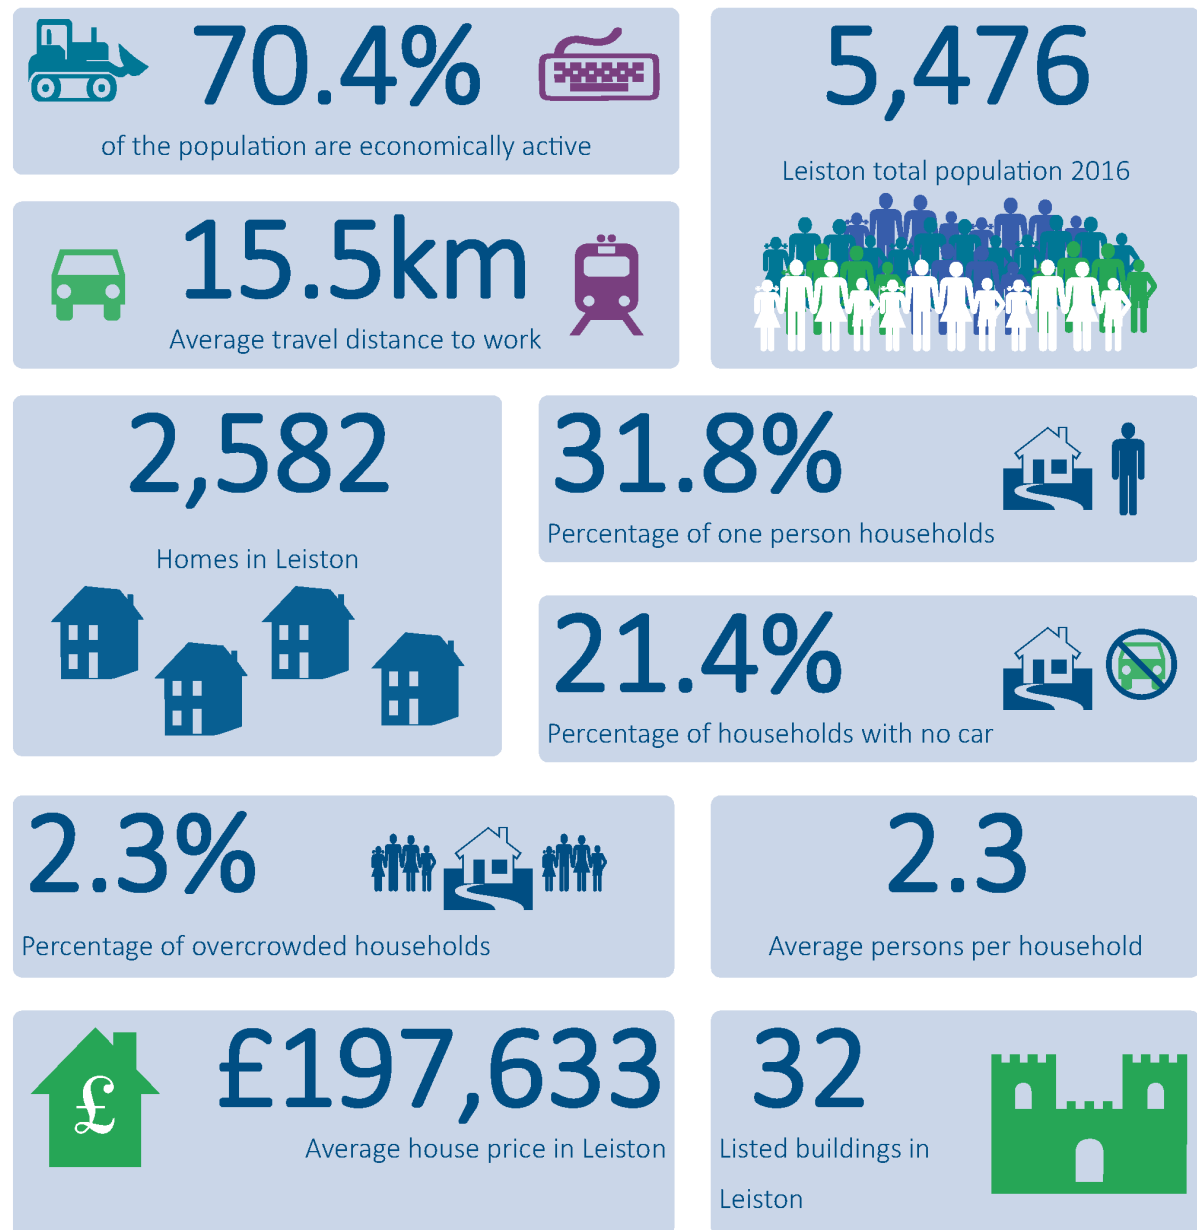 70.4%
of the population are economically active
5,476
Leiston total population 2016
15.5km
Average travel distance to work
2,582
Homes in Leiston
31.8%
Percentage of one person households
21.4%
Percentage of households with no car
2.3%
Percentage of overcrowded households
2.3
Average persons per household
£
£197,633
Average house price in Leiston
32
Listed buildings in
Leiston